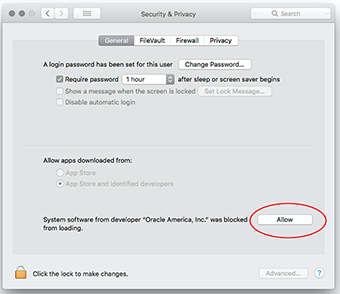 Security & Privacy
Search
General FileVault Firewall Privacy
A login password has been set for this user Change Password...
Require password 1 hour after sleep or screen saver begins
Show a message when the screen is locked Set Lock Message...
Disable automatic login
Allow apps downloaded from:
App Store
App Store and identified developers
System software from developer “Oracle America, Inc.” was blocked Allow
from loading.
Click the lock to make changes. Advanced... ?